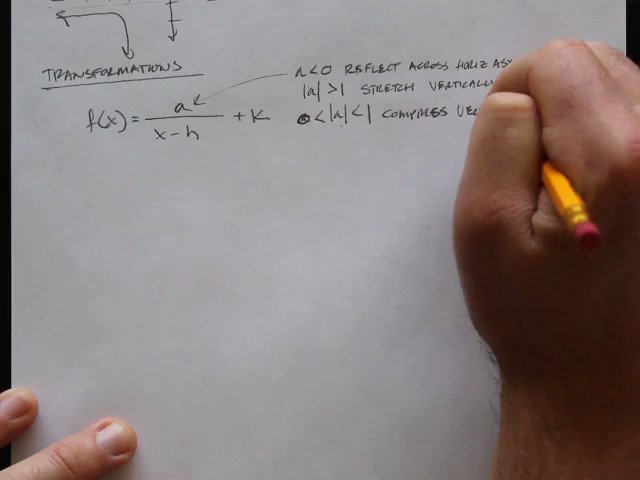 TRANSFORMATIONS
a<0 REFLECT ACROSS HORIZ ASY
|a|>1 STRETCH VERTICALLY
0<|a|<1 COMPRESS
f(x) = a / (x-h) + k